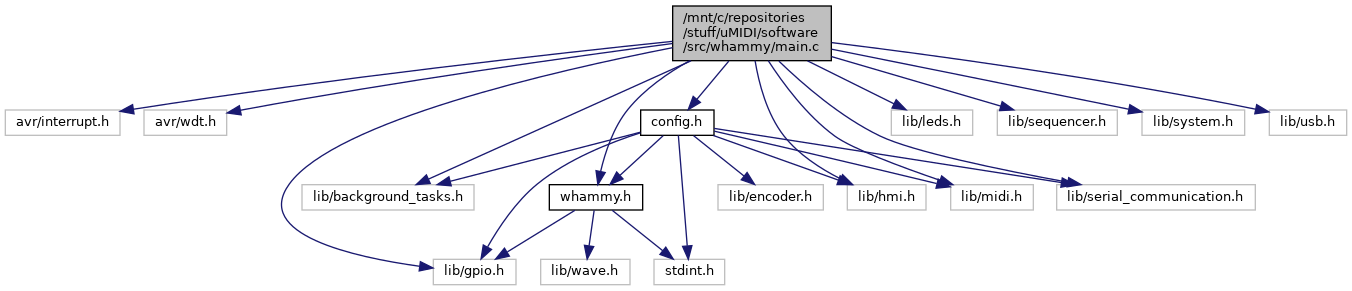 /mnt/c/repositories
/stuff/uMIDI/software
/src/whammy/main.c
avr/interrupt.h
avr/wdt.h
config.h
lib/leds.h
lib/sequencer.h
lib/system.h
lib/usb.h
lib/background_tasks.h
whammy.h
lib/encoder.h
lib/hmi.h
lib/midi.h
lib/serial_communication.h
lib/gpio.h
lib/wave.h
stdint.h